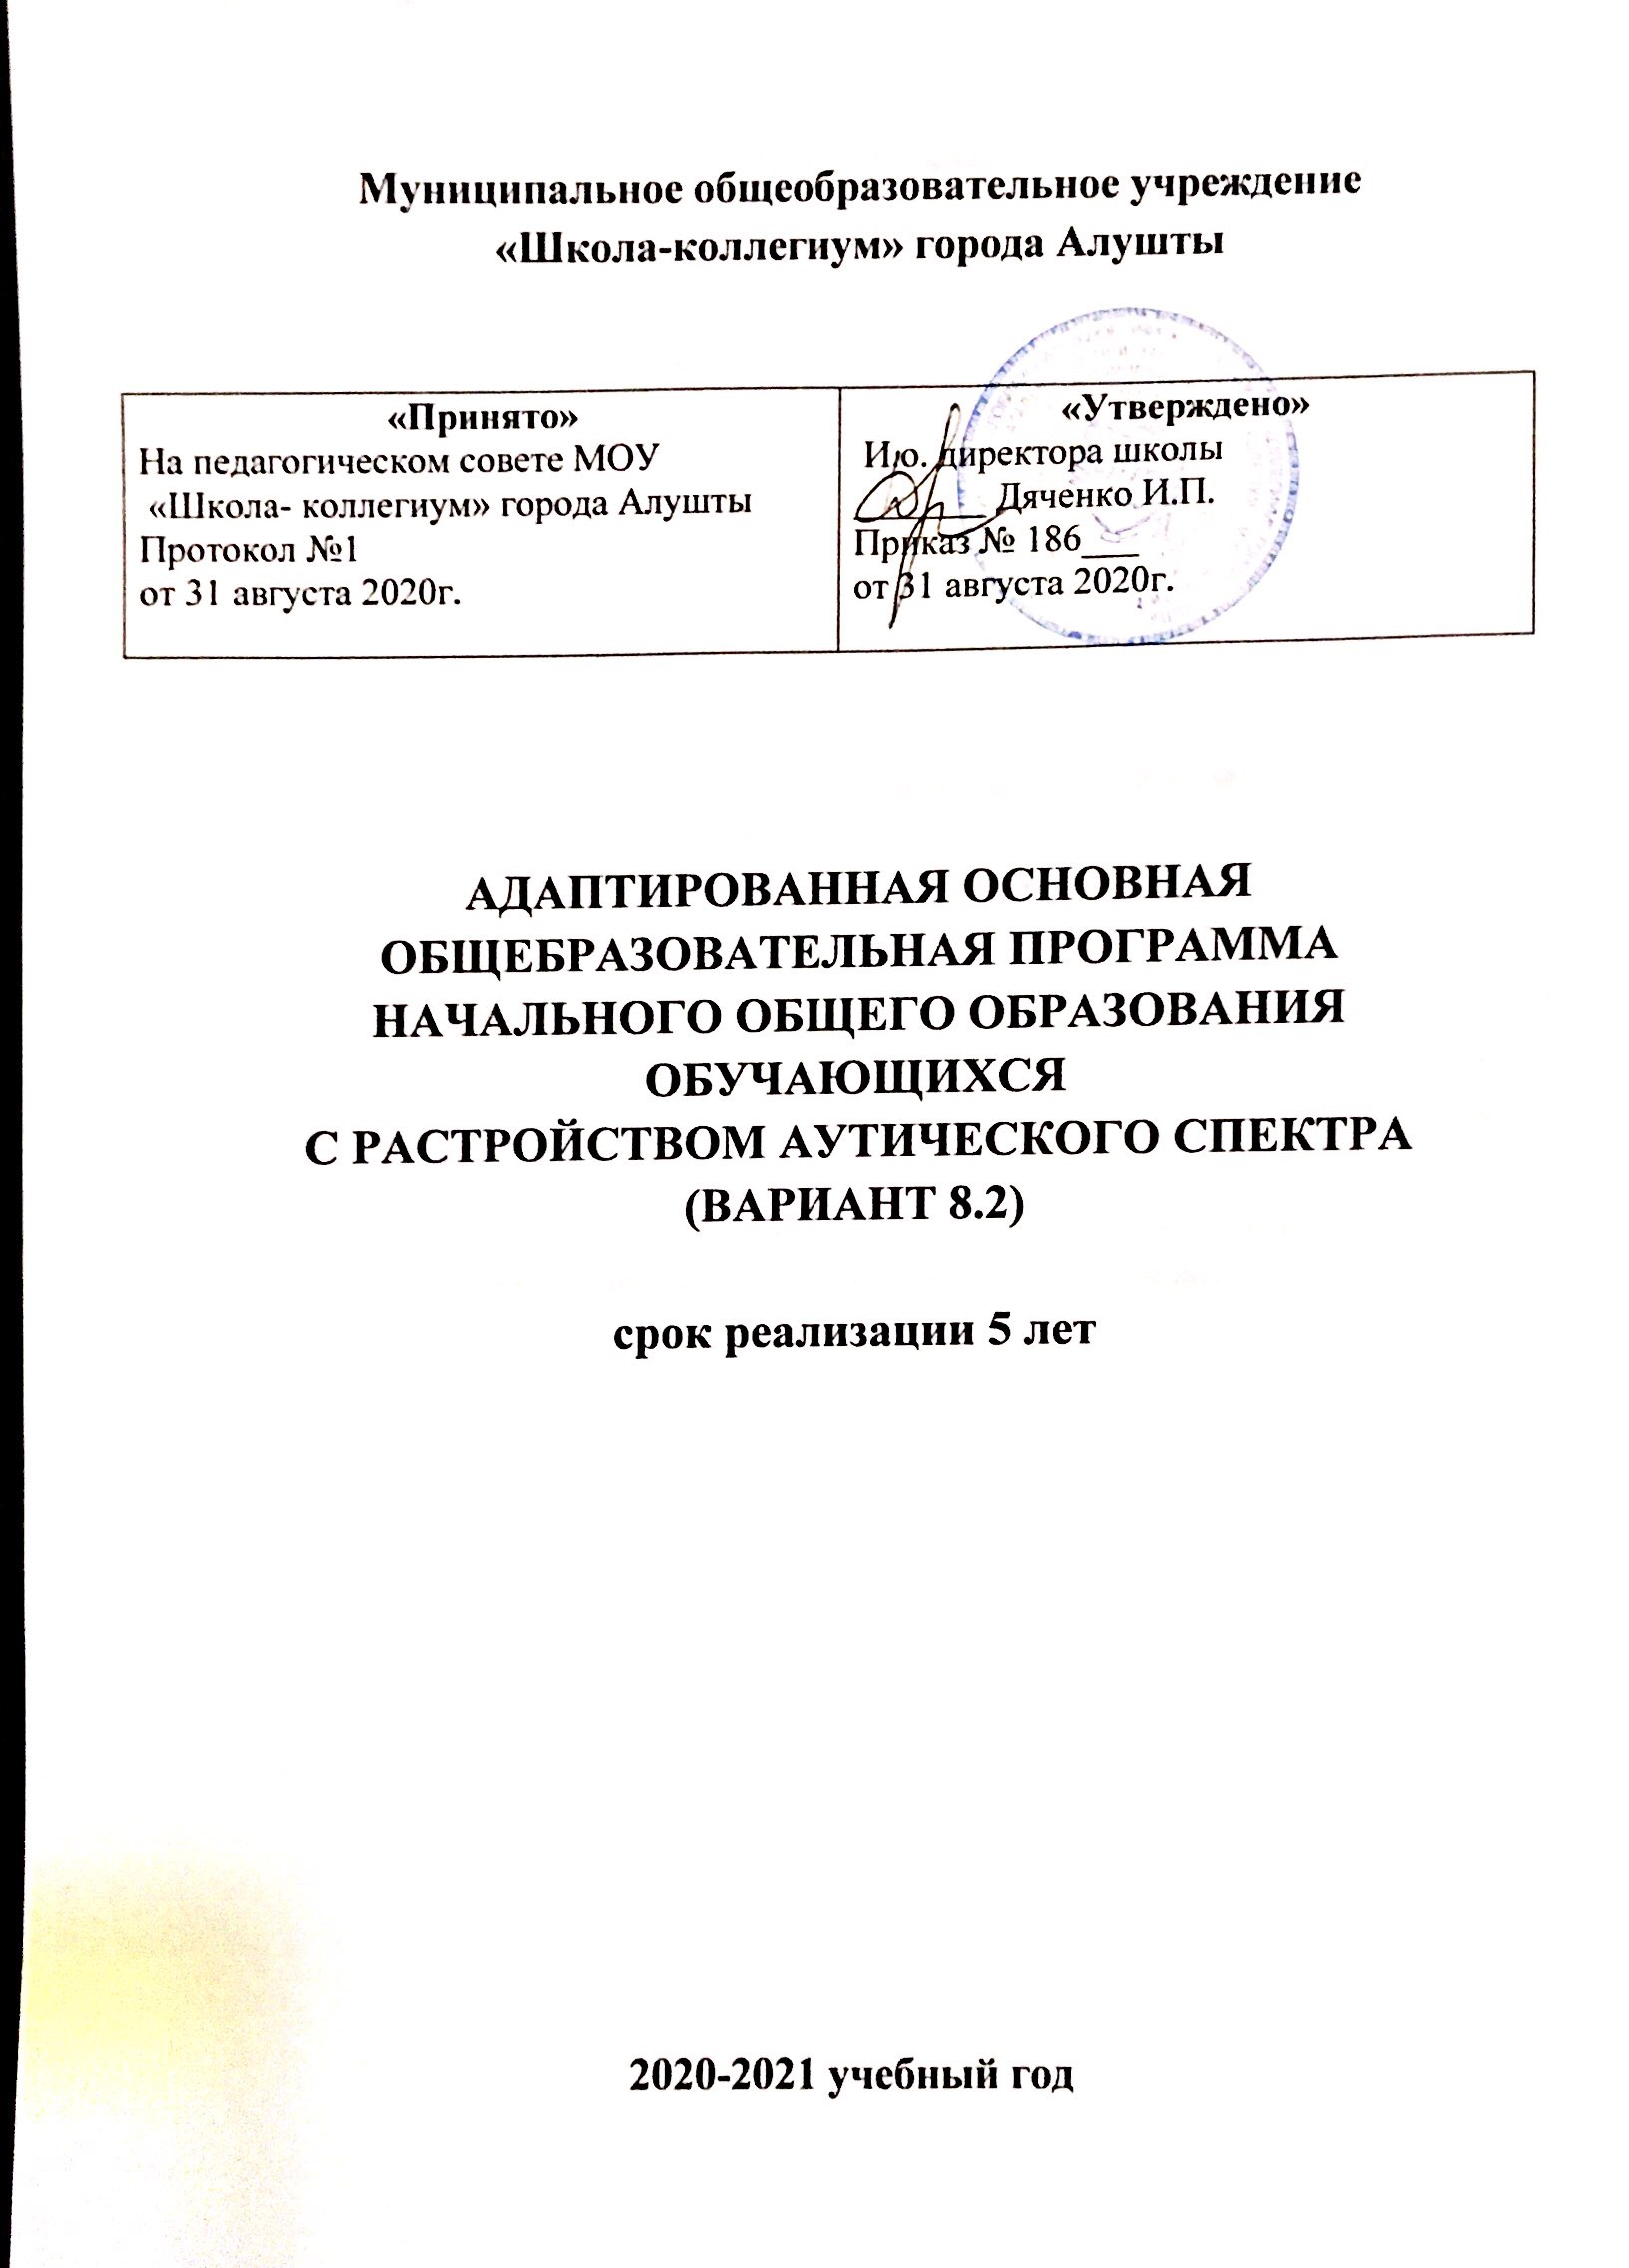 Муниципальное общеобразовательное учреждение
«Школа-коллегиум» города Алушты
«Принято»
На педагогическом совете МОУ
«Школа- коллегиум» города Алушты
Протокол №1
от 31 августа 2020г.
«Утверждено»
И.о. директора школы
Дяченко И.П.
Приказ № 186___
от 31 августа 2020г.
АДАПТИРОВАННАЯ ОСНОВНАЯ
ОБЩЕБРАЗОВАТЕЛЬНАЯ ПРОГРАММА
НАЧАЛЬНОГО ОБЩЕГО ОБРАЗОВАНИЯ
ОБУЧАЮЩИХСЯ
С РАСТРОЙСТВОМ АУТИЧЕСКОГО СПЕКТРА
(ВАРИАНТ 8.2)
срок реализации 5 лет
2020-2021 учебный год